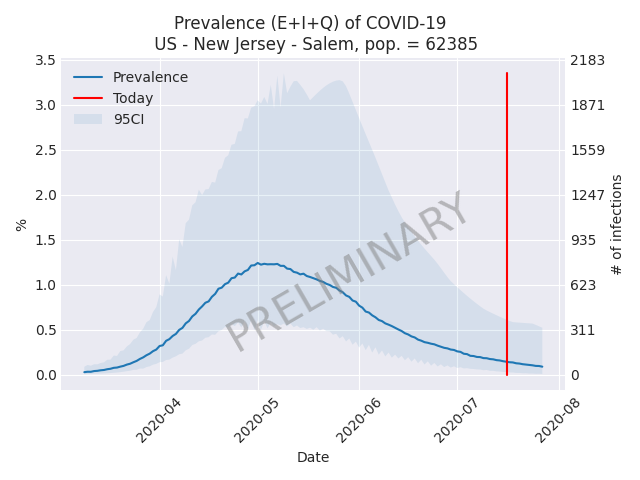 Prevalence (E+I+Q) of COVID-19
US - New Jersey - Salem, pop. = 62385
3.5
3.0
2.5
2.0
1.5
1.0
0.5
0.0
%
Prevalence
Today
95CI
PRELIMINARY
2183
1871
1559
1247
935
623
311
0
# of infections
2020-04
2020-05
2020-06
2020-07
2020-08
Date